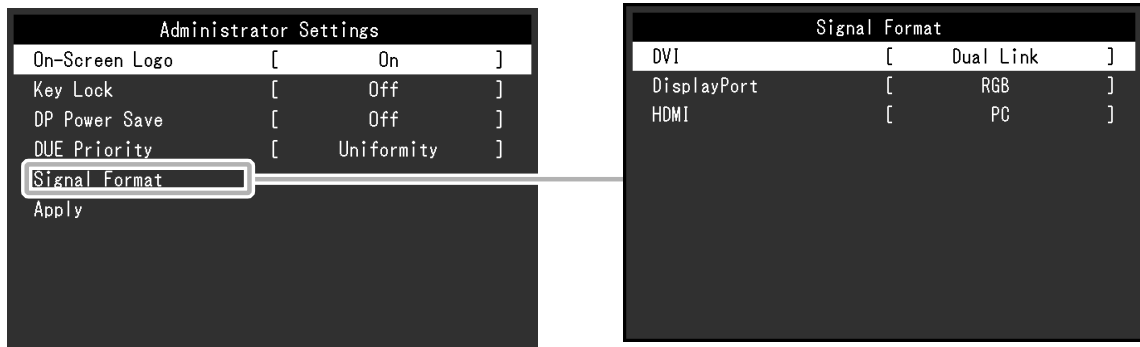 Administrator Settings
On-Screen Logo [ On ]
Key Lock [ Off ]
DP Power Save [ Off ]
DUE Priority [ Uniformity ]
Signal Format
Apply
Signal Format
DVI [ Dual Link ]
DisplayPort [ RGB ]
HDMI [ PC ]